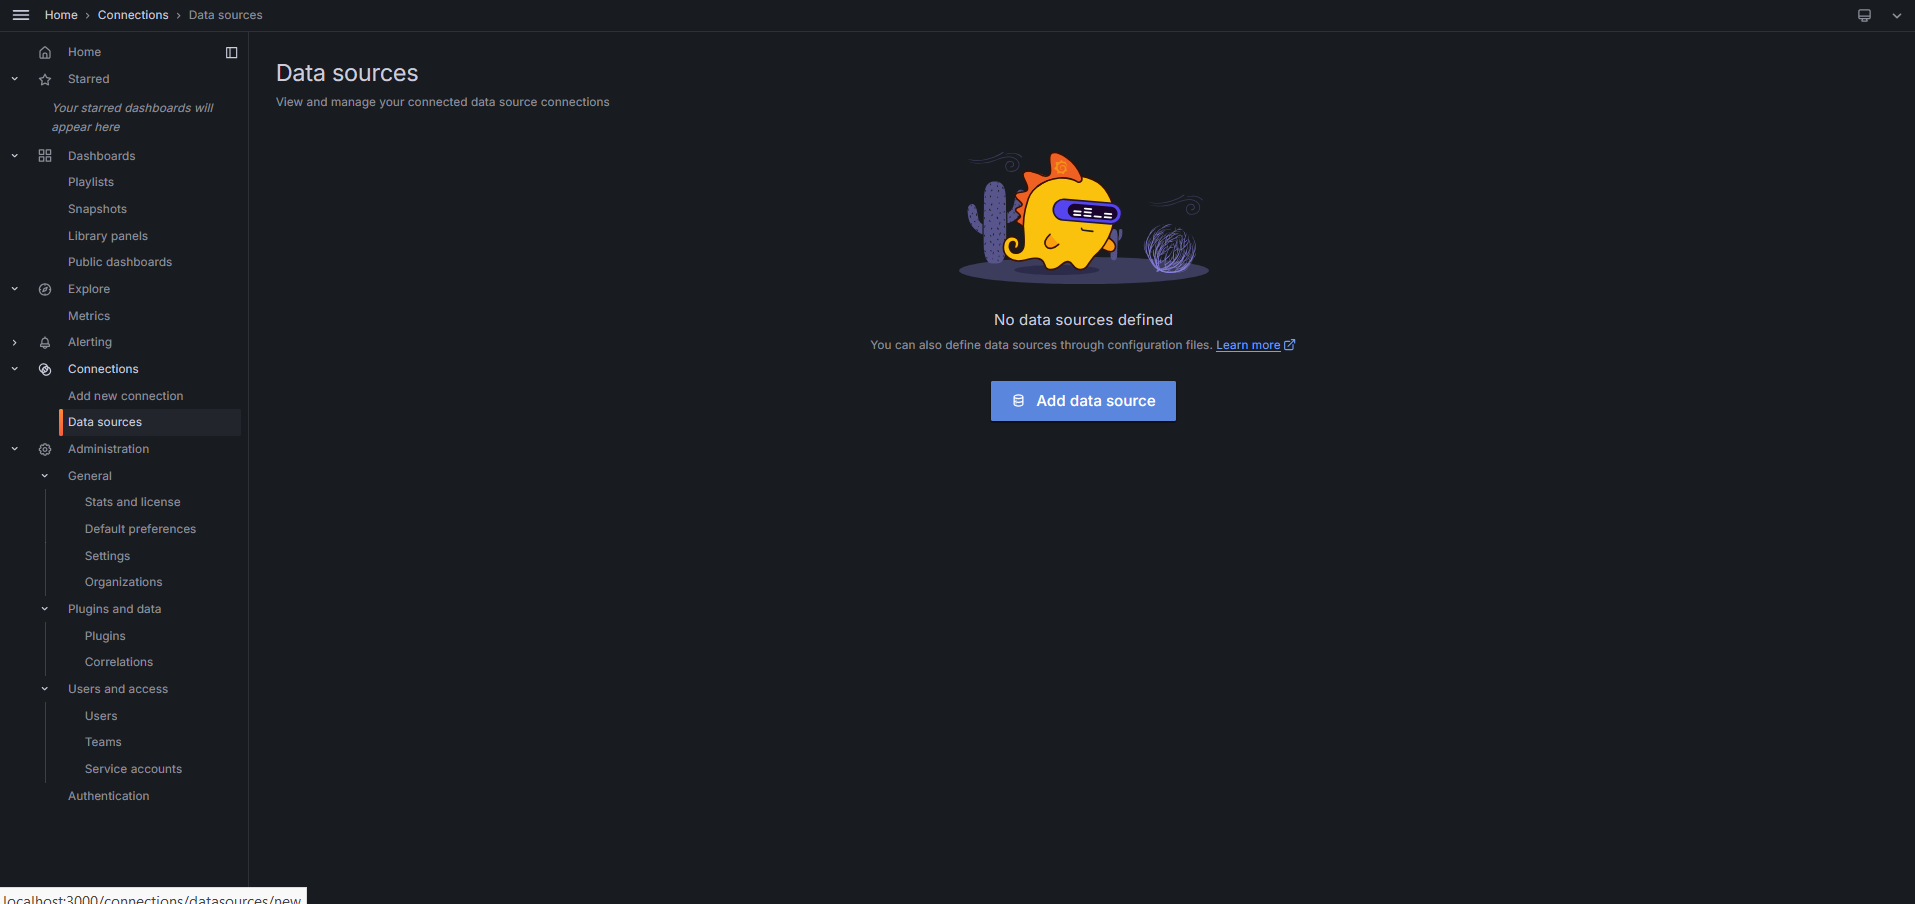 Home › Connections › Data sources
Home
Starred
Your starred dashboards will
appear here
Dashboards
Playlists
Snapshots
Library panels
Public dashboards
Explore
Metrics
Alerting
Connections
Add new connection
Data sources
Administration
General
Stats and license
Default preferences
Settings
Organizations
Plugins and data
Plugins
Correlations
Users and access
Users
Teams
Service accounts
Authentication
Data sources
View and manage your connected data source connections
No data sources defined
You can also define data sources through configuration files. Learn more
Add data source
localhost:3000/connections/datasources/new